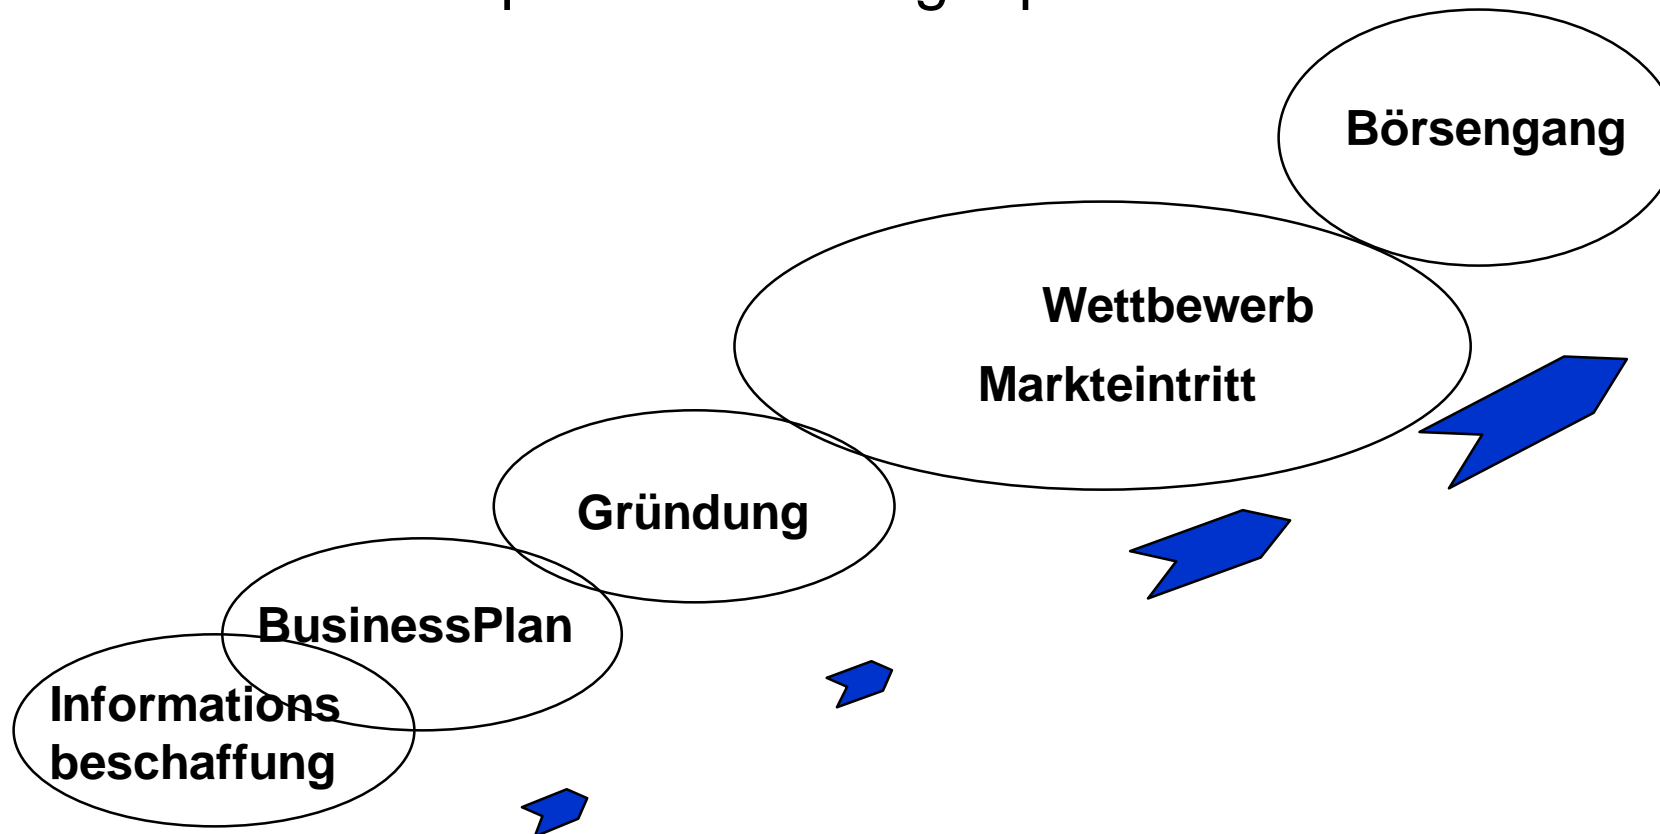 Börsengang
Wettbewerb
Markteintritt
Gründung
BusinessPlan
Informations
beschaffung